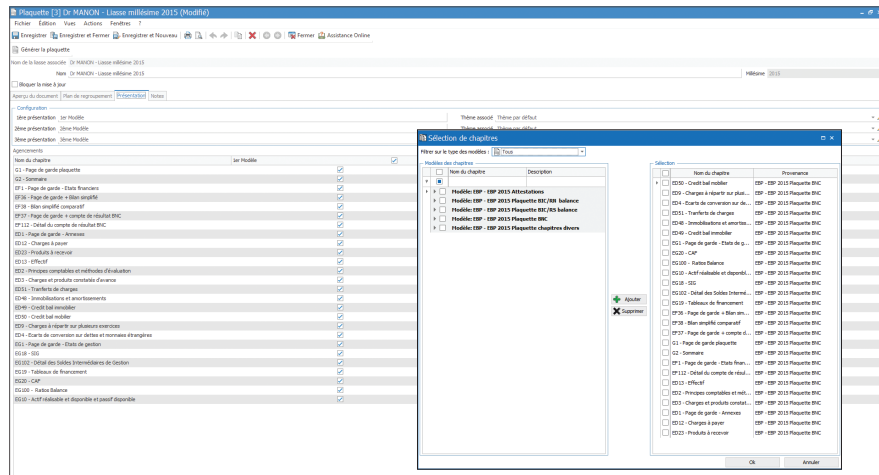 Plaquette [3] Dr MANON - Liasse millésime 2015 (Modifié)
Fichier Edition Vues Actions Fenêtres ?
Enregistrer Enregistrer et Fermer Enregistrer et Nouveau Fermer Assistance Online
Générer la plaquette
Nom de la liasse associée Dr MANON - Liasse millésime 2015
Nom Dr MANON - Liasse millésime 2015 Millésime 2015
Bloquer la mise à jour
Aperçu du document Plan de regroupement Présentation Notes
Configuration
1ère présentation 1er Modèle Thème associé Thème par défaut
2ème présentation 2ème Modèle Thème associé Thème par défaut
3ème présentation 3ème Modèle
Agencements
Nom du chapitre 1er Modèle
G1 - Page de garde plaquette
G2 - Sommaire
EF1 - Page de garde - Etats financiers
EF36 - Page de garde + Bilan simplifié
EF38 - Bilan simplifié comparatif
EF37 - Page de garde + compte de résultat BNC
EF112 - Détail du compte de résultat BNC
ED1 - Page de garde - Annexes
ED12 - Charges à payer
ED23 - Produits à recevoir
ED13 - Effectif
ED2 - Principes comptables et méthodes d'évaluation
ED3 - Charges et produits constatés d'avance
ED51 - Tranferts de charges
ED48 - Immobilisations et amortissements
ED49 - Credit bail immobilier
ED50 - Credit bail mobilier
ED9 - Charges à répartir sur plusieurs exercices
ED4 - Ecarts de conversion sur dettes et monnaies étrangères
EG1 - Page de garde - Etats de gestion
EG18 - SIG
EG102 - Détail des Soldes Intermédiaires de Gestion
EG19 - Tableaux de financement
EG20 - CAF
EG100 - Ratios Balance
EG10 - Actif réalisable et disponible et passif disponible
Sélection de chapitres
Filtrer sur le type des modèles : Tous
Modèles des chapitres
Nom du chapitre Description
Modèle: EBP - EBP 2015 Attestations
Modèle: EBP - EBP 2015 Plaquette BIC/RN balance
Modèle: EBP - EBP 2015 Plaquette BIC/RS balance
Modèle: EBP - EBP 2015 Plaquette BNC
Modèle: EBP - EBP 2015 Plaquette chapitres divers
Ajouter
Supprimer
Sélection
Nom du chapitre Provenance
ED50 - Credit bail mobilier EBP - EBP 2015 Plaquette BNC
ED9 - Charges à répartir sur plusi... EBP - EBP 2015 Plaquette BNC
ED4 - Ecarts de conversion sur de... EBP - EBP 2015 Plaquette BNC
ED51 - Tranferts de charges EBP - EBP 2015 Plaquette BNC
ED48 - Immobilisations et amortiss... EBP - EBP 2015 Plaquette BNC
ED49 - Credit bail immobilier EBP - EBP 2015 Plaquette BNC
EG1 - Page de garde - Etats de g... EBP - EBP 2015 Plaquette BNC
EG20 - CAF EBP - EBP 2015 Plaquette BNC
EG100 - Ratios Balance EBP - EBP 2015 Plaquette BNC
EG10 - Actif réalisable et disponibl... EBP - EBP 2015 Plaquette BNC
EG18 - SIG EBP - EBP 2015 Plaquette BNC
EG102 - Détail des Soldes Intermé... EBP - EBP 2015 Plaquette BNC
EG19 - Tableaux de financement EBP - EBP 2015 Plaquette BNC
EF36 - Page de garde + Bilan sim... EBP - EBP 2015 Plaquette BNC
EF38 - Bilan simplifié comparatif EBP - EBP 2015 Plaquette BNC
EF37 - Page de garde + compte d... EBP - EBP 2015 Plaquette BNC
G1 - Page de garde plaquette EBP - EBP 2015 Plaquette BNC
G2 - Sommaire EBP - EBP 2015 Plaquette BNC
EF1 - Page de garde - Etats finan... EBP - EBP 2015 Plaquette BNC
EF112 - Détail du compte de résul... EBP - EBP 2015 Plaquette BNC
ED13 - Effectif EBP - EBP 2015 Plaquette BNC
ED2 - Principes comptables et mét... EBP - EBP 2015 Plaquette BNC
ED3 - Charges et produits constat... EBP - EBP 2015 Plaquette BNC
ED1 - Page de garde - Annexes EBP - EBP 2015 Plaquette BNC
ED12 - Charges à payer EBP - EBP 2015 Plaquette BNC
ED23 - Produits à recevoir EBP - EBP 2015 Plaquette BNC
Ok Annuler